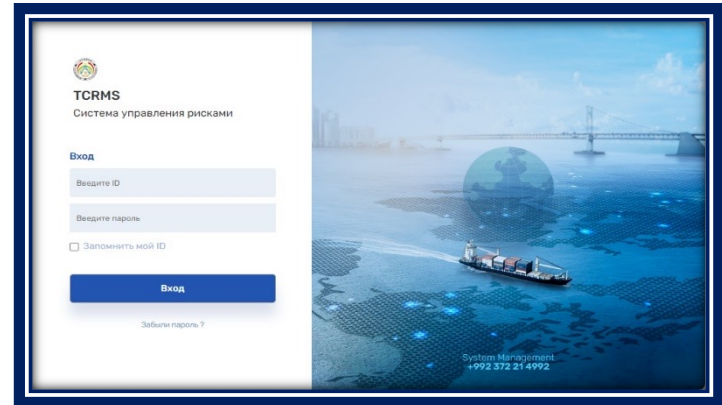 TCRMS
Система управления рисками
Вход
Введите ID
Введите пароль
Запомнить мой ID
Вход
Забыли пароль ?
System Management
+992 372 21 4992